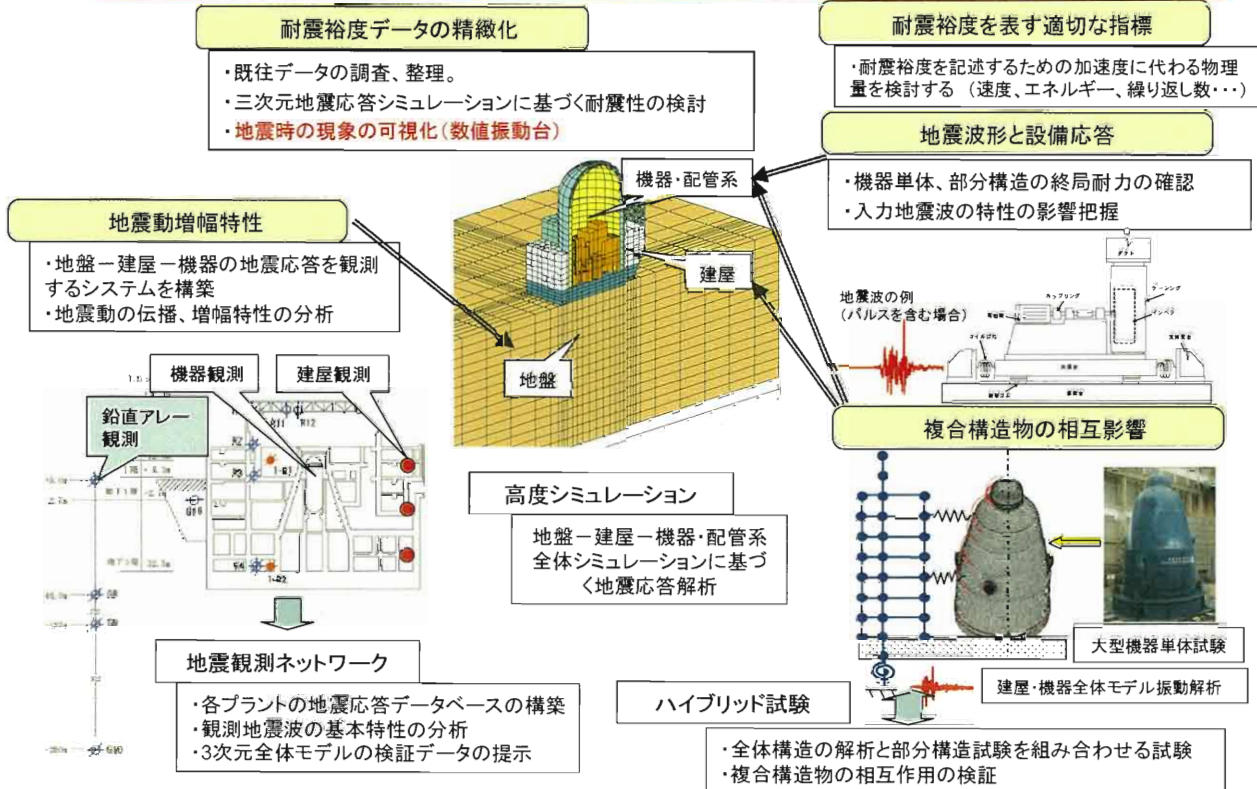 耐震裕度データの精緻化
・既往データの調査、整理。
・三次元地震応答シミュレーションに基づく耐震性の検討
・地震時の現象の可視化(数値振動台)
耐震裕度を表す適切な指標
・耐震裕度を記述するための加速度に代わる物理
量を検討する (速度、エネルギー、繰り返し数・・・)
地震波形と設備応答
・機器単体、部分構造の終局耐力の確認
・入力地震波の特性の影響把握
地震動増幅特性
・地盤－建屋－機器の地震応答を観測
するシステムを構築
・地震動の伝播、増幅特性の分析
機器・配管系
建屋
地盤
地震波の例
(パルスを含む場合)
ダクト
カップリング
ケーシング
インペラ
機器観測
建屋観測
鉛直アレー
観測
高度シミュレーション
地盤－建屋－機器・配管系
全体シミュレーションに基づ
く地震応答解析
複合構造物の相互影響
大型機器単体試験
建屋・機器全体モデル振動解析
地震観測ネットワーク
・各プラントの地震応答データベースの構築
・観測地震波の基本特性の分析
・3次元全体モデルの検証データの提示
ハイブリッド試験
・全体構造の解析と部分構造試験を組み合わせる試験
・複合構造物の相互作用の検証